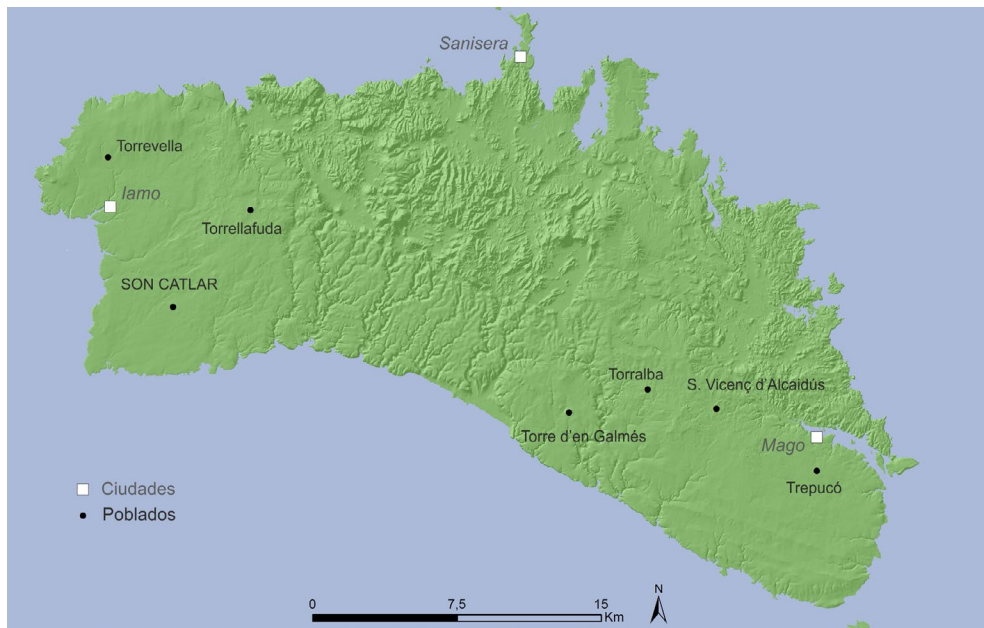 Sanisera
Torrevella
Iamo
Torrellafuda
SON CATLAR
Torralba
S. Vicenç d'Alcaidús
Torre d'en Galmés
Mago
Trepucó
Ciudades
Poblados
0 7,5 15
Km
N